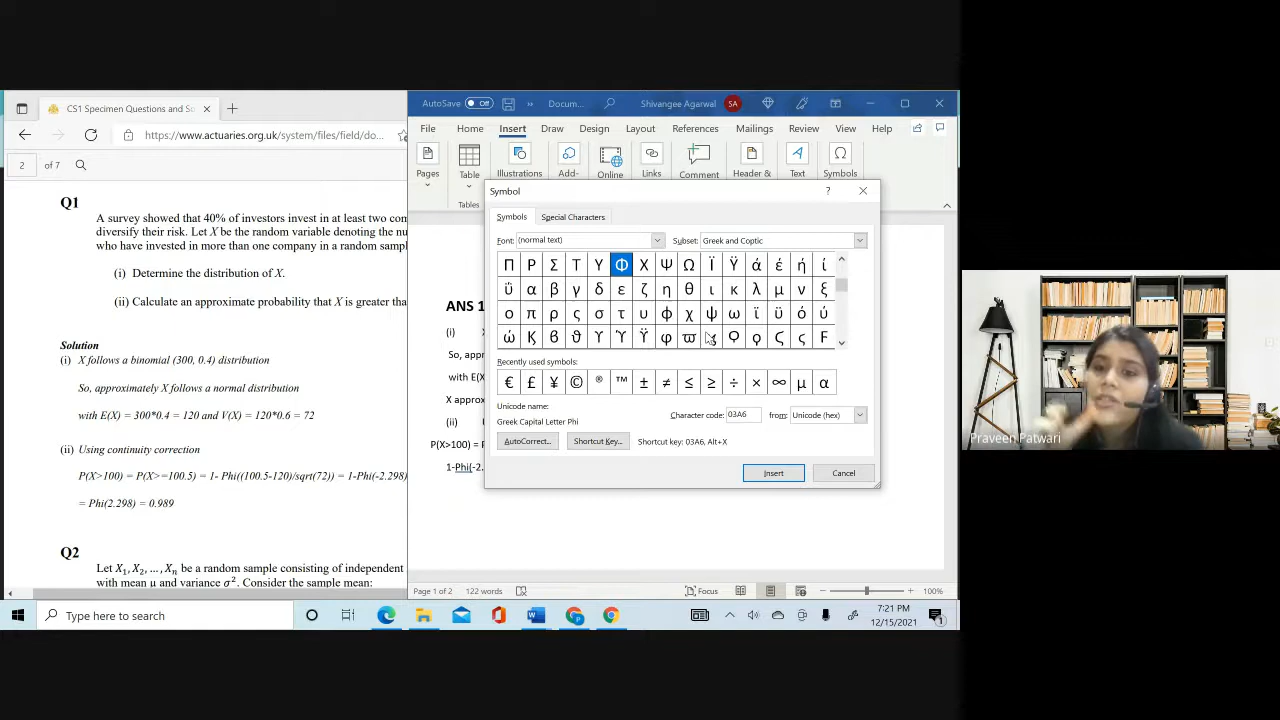 CS1 Specimen Questions and So
AutoSave Off Docum... Shivangee Agarwal SA
https://www.actuaries.org.uk/system/files/field/do...
File Home Insert Draw Design Layout References Mailings Review View Help
2 of 7
Pages Table Illustrations Add- Online Links Comment Header & Text Symbols
Tables
Q1
A survey showed that 40% of investors invest in at least two con
diversify their risk. Let X be the random variable denoting the nu
who have invested in more than one company in a random sampl
(i) Determine the distribution of X.
(ii) Calculate an approximate probability that X is greater tha
Solution
(i) X follows a binomial (300, 0.4) distribution
So, approximately X follows a normal distribution
with E(X) = 300*0.4 = 120 and V(X) = 120*0.6 = 72
(ii) Using continuity correction
P(X>100) = P(X>=100.5) = 1- Phi((100.5-120)/sqrt(72)) = 1-Phi(-2.298)
= Phi(2.298) = 0.989
Q2
Let X₁, X₂, …, Xₙ be a random sample consisting of independent
with mean μ and variance σ². Consider the sample mean:
ANS 1
(i) X
So, appr
with E(X
X approx
(ii)
P(X>100) = P
1-Phi(-2.
Symbol
Symbols Special Characters
Font: (normal text) Subset: Greek and Coptic
Π Ρ Σ Τ Υ Φ Χ Ψ Ω Ϊ Ϋ ά έ ή ί
ΰ α β γ δ ε ζ η θ ι κ λ μ ν ξ
ο π ρ ς σ τ υ φ χ ψ ω ϊ ϋ ό ύ
Recently used symbols:
€ £ ¥ © ® ™ ± ≠ ≤ ≥ ÷ × ∞ µ α
Unicode name:
Greek Capital Letter Phi
Character code: 03A6 from: Unicode (hex)
AutoCorrect... Shortcut Key... Shortcut key: 03A6, Alt+X
Insert Cancel
Page 1 of 2 122 words Focus 100%
Type here to search
7:21 PM
12/15/2021
1
Praveen Patwari